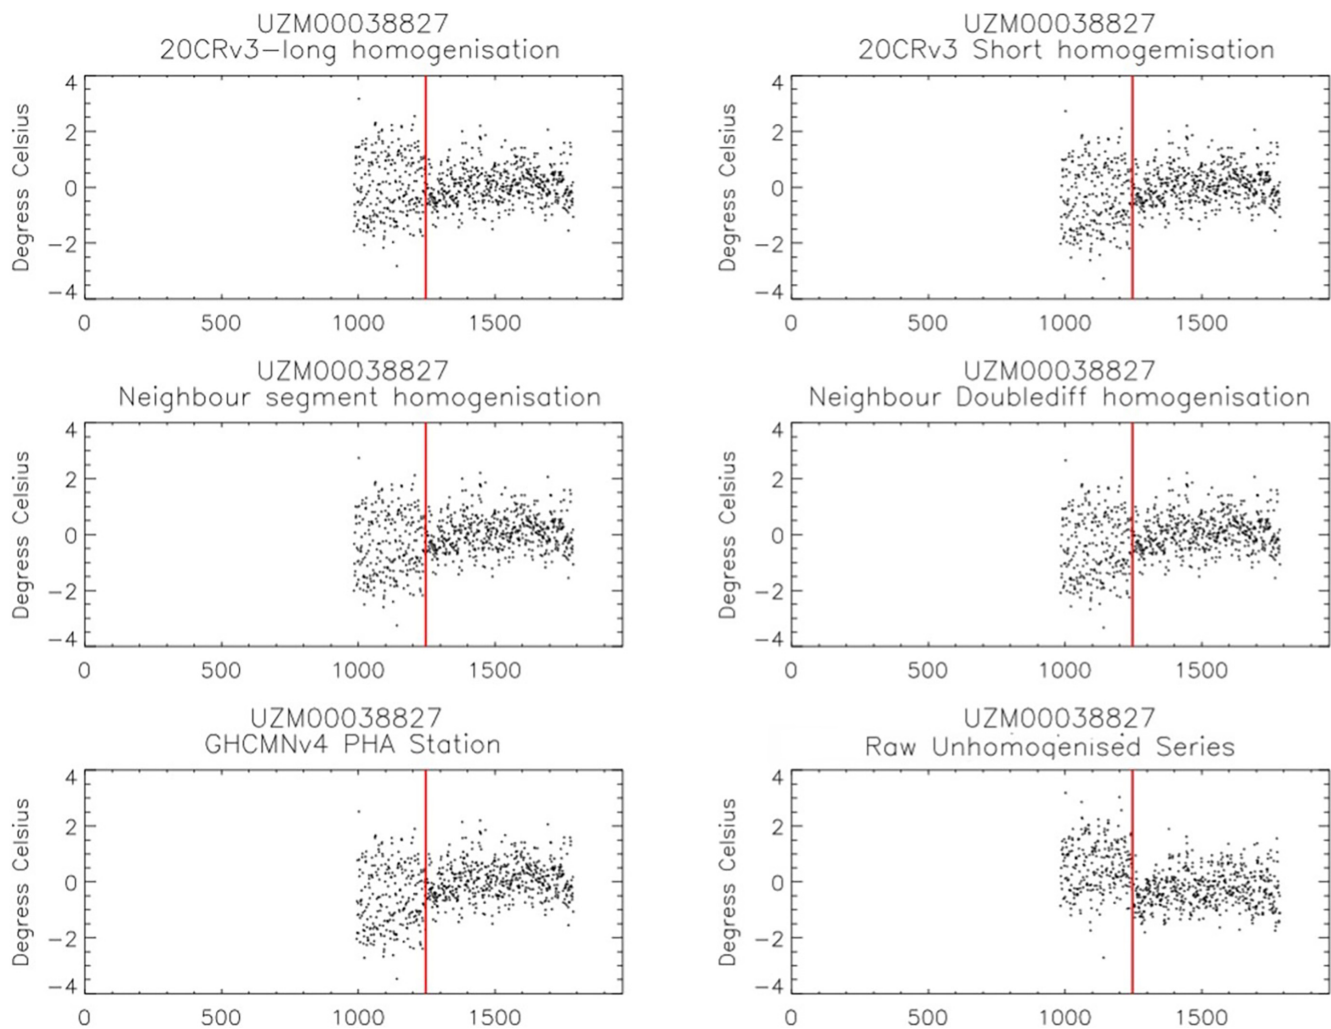 UZM00038827
20CRv3-long homogenisation
4
2
0
-2
-4
Degress Celsius
0 500 1000 1500
UZM00038827
20CRv3 Short homogemisation
4
2
0
-2
-4
Degress Celsius
0 500 1000 1500
UZM00038827
Neighbour segment homogenisation
4
2
0
-2
-4
Degress Celsius
0 500 1000 1500
UZM00038827
Neighbour Doublediff homogenisation
4
2
0
-2
-4
Degress Celsius
0 500 1000 1500
UZM00038827
GHCMNv4 PHA Station
4
2
0
-2
-4
Degress Celsius
0 500 1000 1500
UZM00038827
Raw Unhomogenised Series
4
2
0
-2
-4
Degress Celsius
0 500 1000 1500